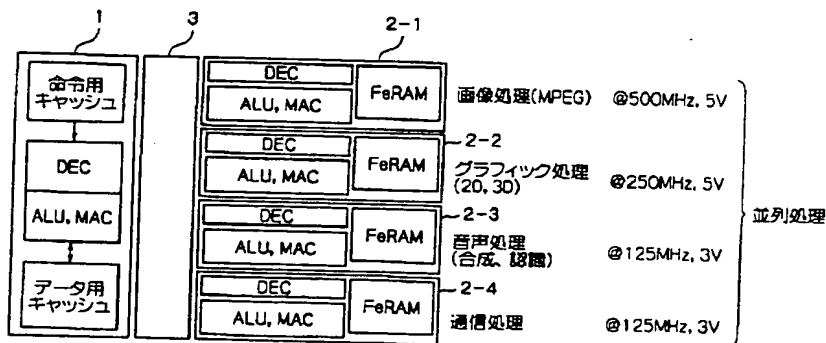 1
3
2-1
命令用
キャッシュ
DEC
ALU, MAC
データ用
キャッシュ
DEC
ALU, MAC
FeRAM
画像処理(MPEG) @500MHz, 5V
2-2
DEC
ALU, MAC
FeRAM
グラフィック処理
(2D, 3D) @250MHz, 5V
2-3
DEC
ALU, MAC
FeRAM
音声処理
(合成、認識) @125MHz, 3V
2-4
DEC
ALU, MAC
FeRAM
通信処理 @125MHz, 3V
並列処理